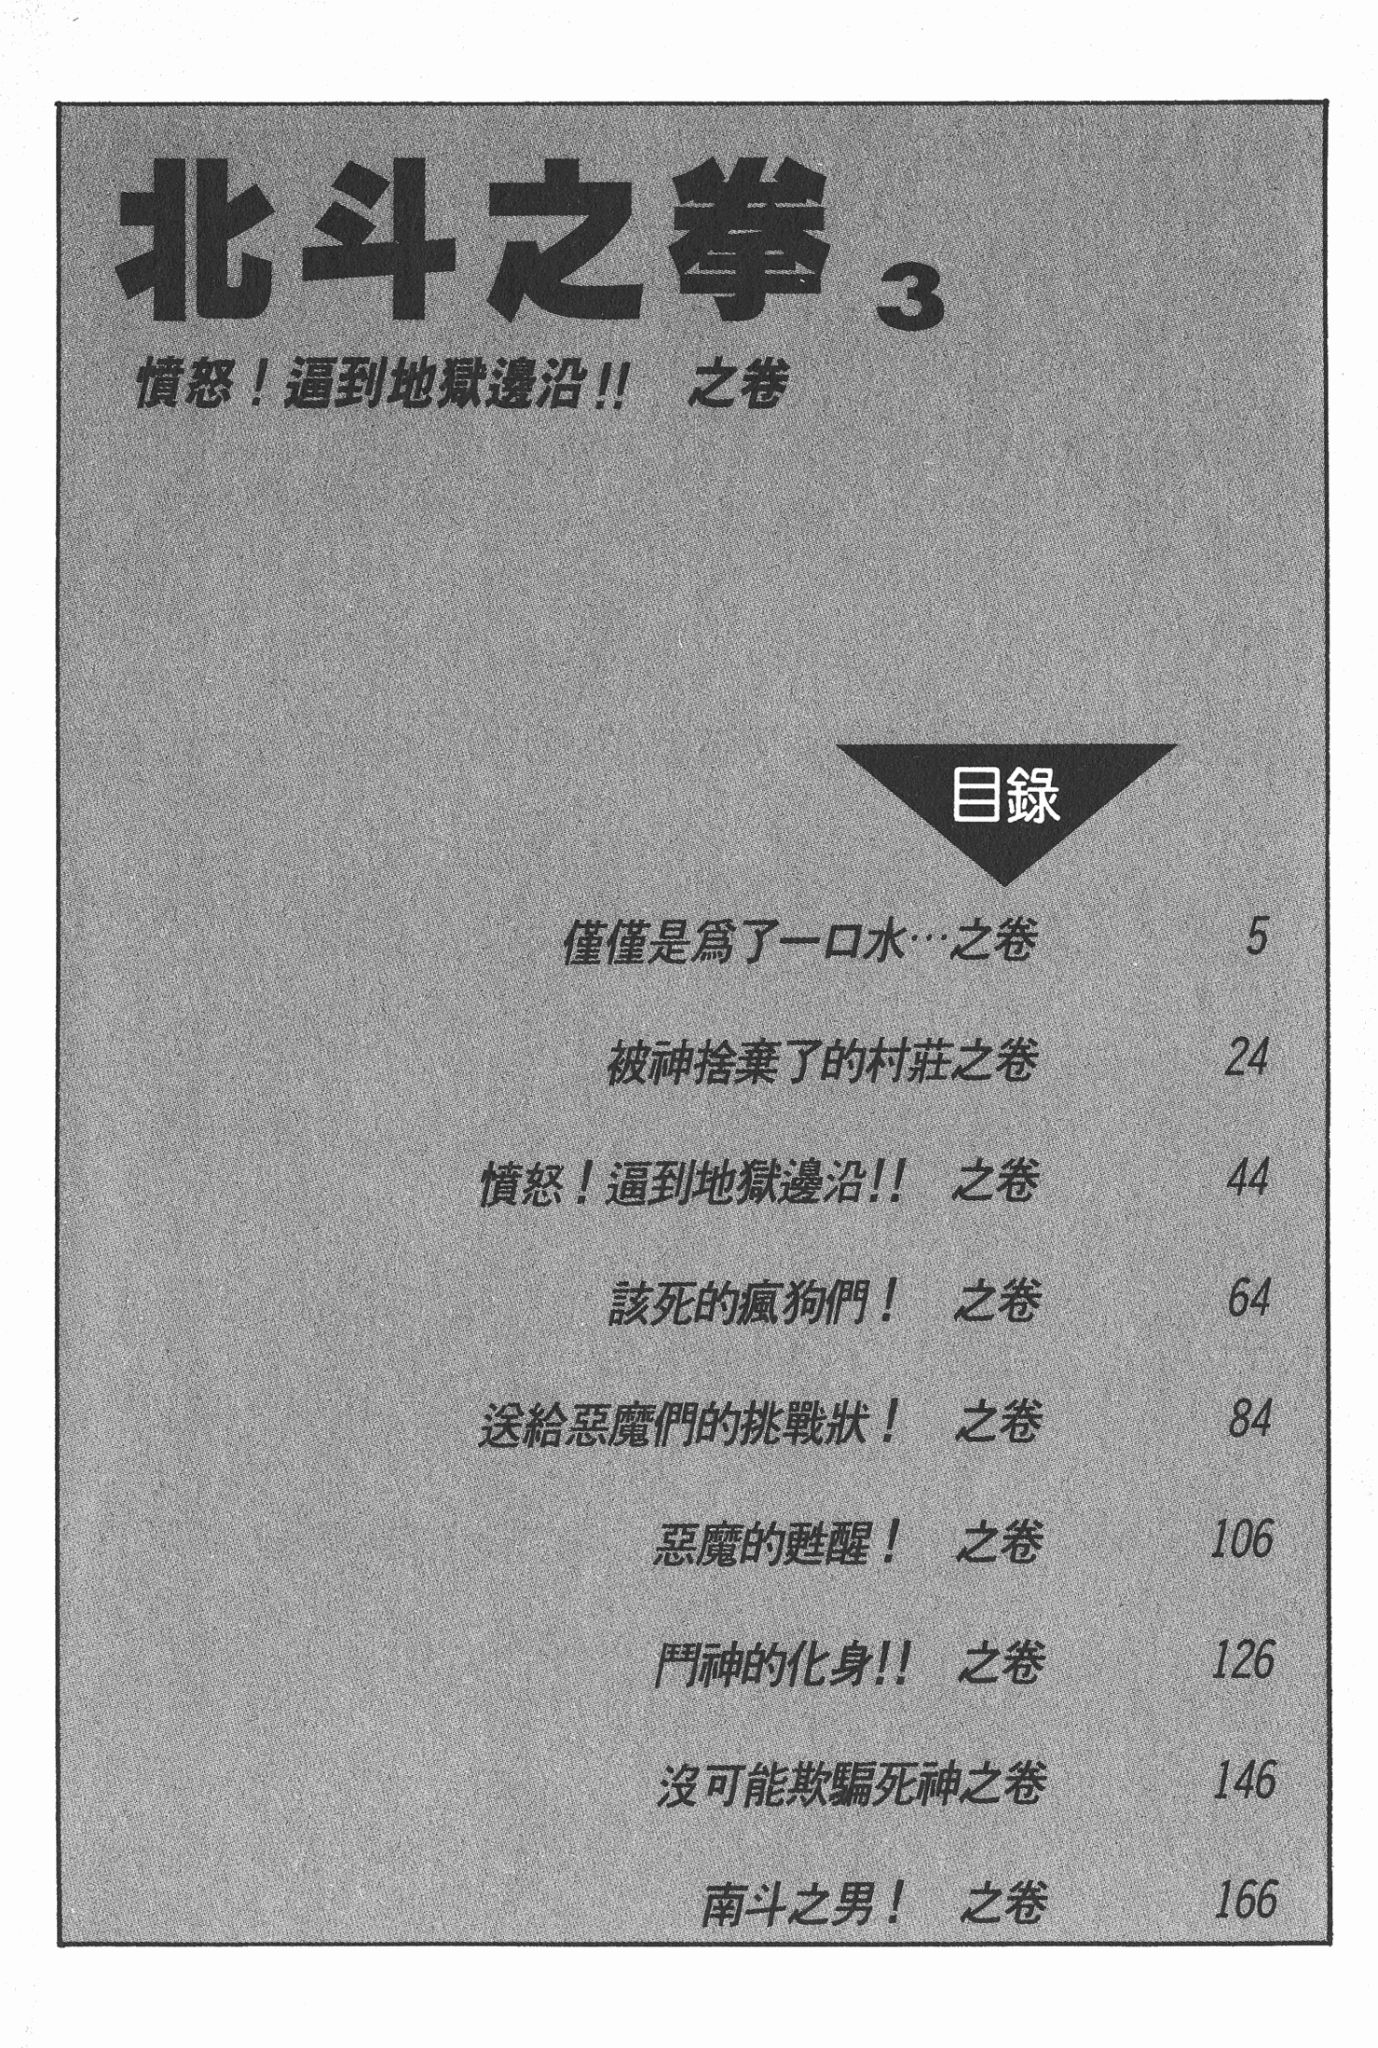 北斗之拳 3
憤怒！逼到地獄邊沿!!　之卷
目錄
僅僅是爲了一口水…之卷 5
被神捨棄了的村莊之卷 24
憤怒！逼到地獄邊沿!!　之卷 44
該死的瘋狗們！　之卷 64
送給惡魔們的挑戰狀！　之卷 84
惡魔的甦醒！　之卷 106
鬥神的化身!!　之卷 126
沒可能欺騙死神之卷 146
南斗之男！　之卷 166